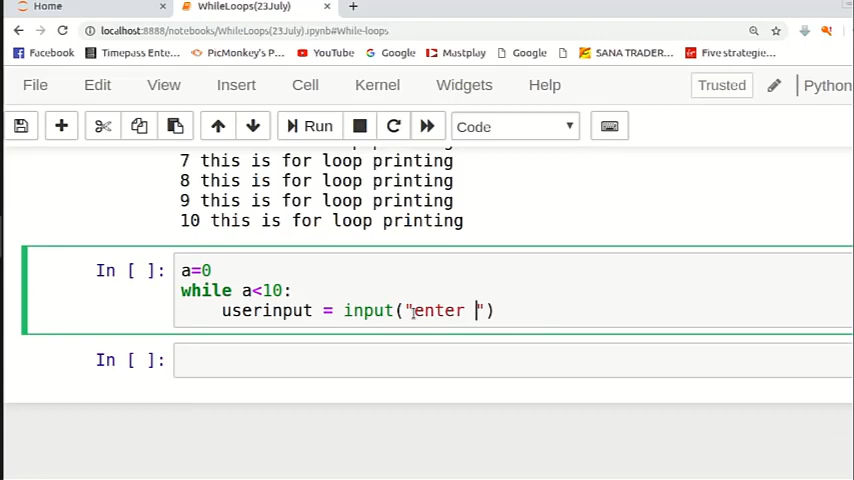 Home
WhileLoops(23July)
localhost:8888/notebooks/WhileLoops(23July).ipynb#While-loops
Facebook Timepass Ente... PicMonkey's P... YouTube Google Mastplay Google SANA TRADER... Five strategie...
File Edit View Insert Cell Kernel Widgets Help Trusted Python
Run Code
7 this is for loop printing
8 this is for loop printing
9 this is for loop printing
10 this is for loop printing
In [ ]: a=0
while a<10:
userinput = input("enter ")
In [ ]: